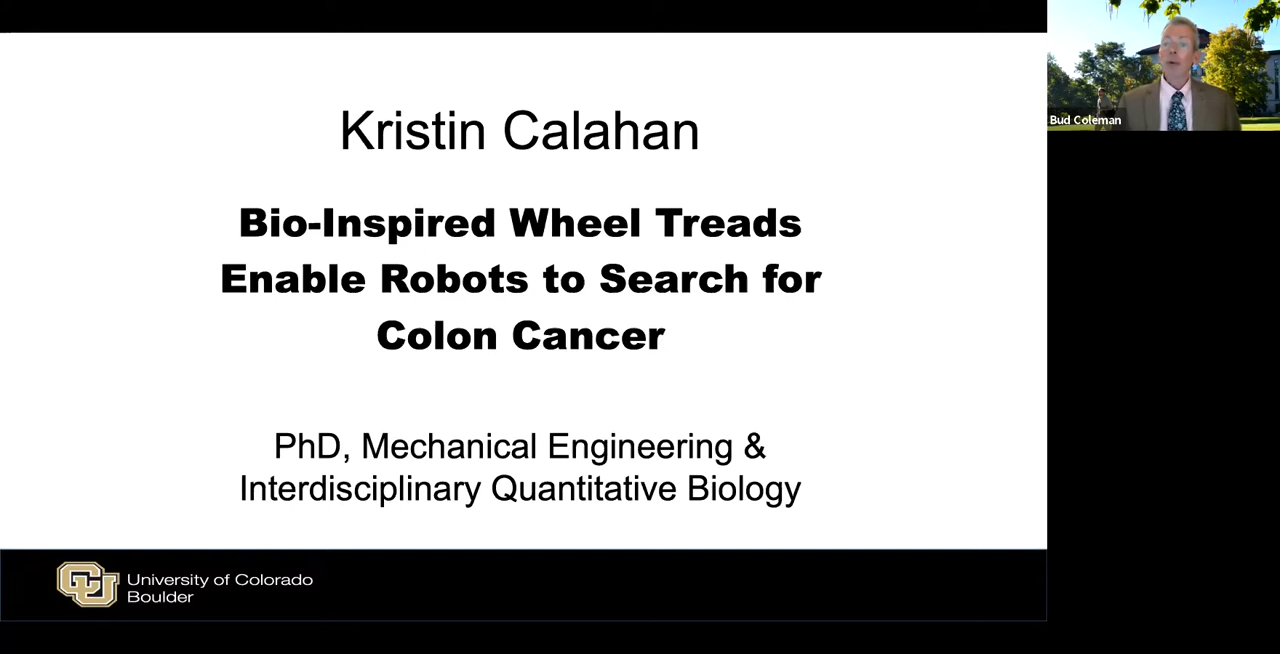 Kristin Calahan
Bio-Inspired Wheel Treads
Enable Robots to Search for
Colon Cancer
PhD, Mechanical Engineering &
Interdisciplinary Quantitative Biology
CU
University of Colorado
Boulder
Bud Coleman